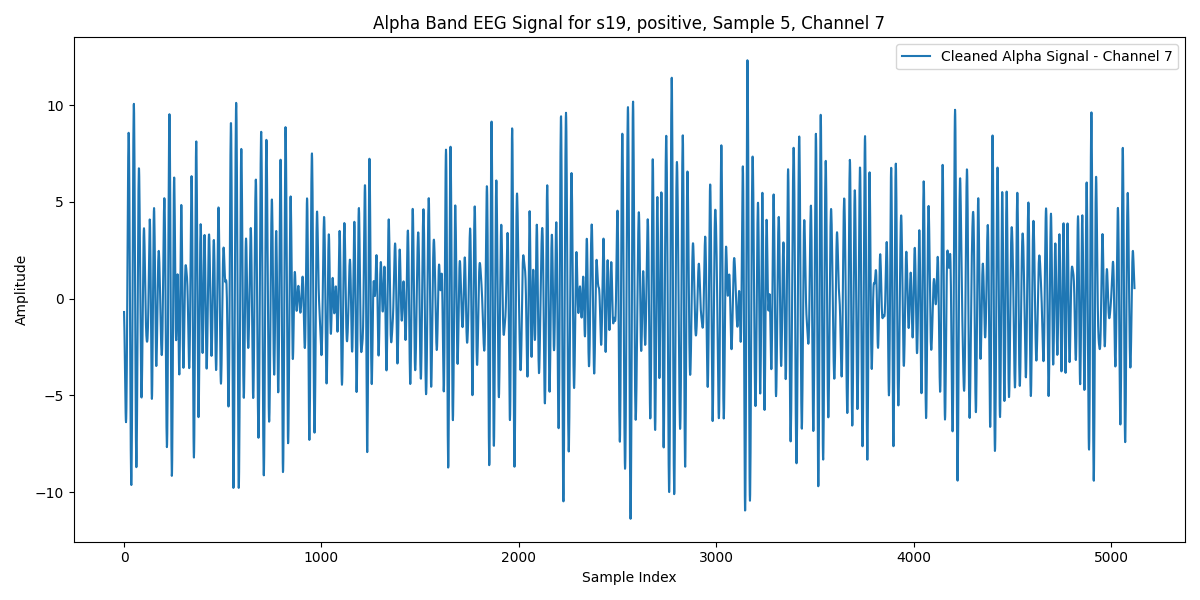 Alpha Band EEG Signal for s19, positive, Sample 5, Channel 7
Cleaned Alpha Signal - Channel 7
Amplitude
10
5
0
−5
−10
0 1000 2000 3000 4000 5000
Sample Index